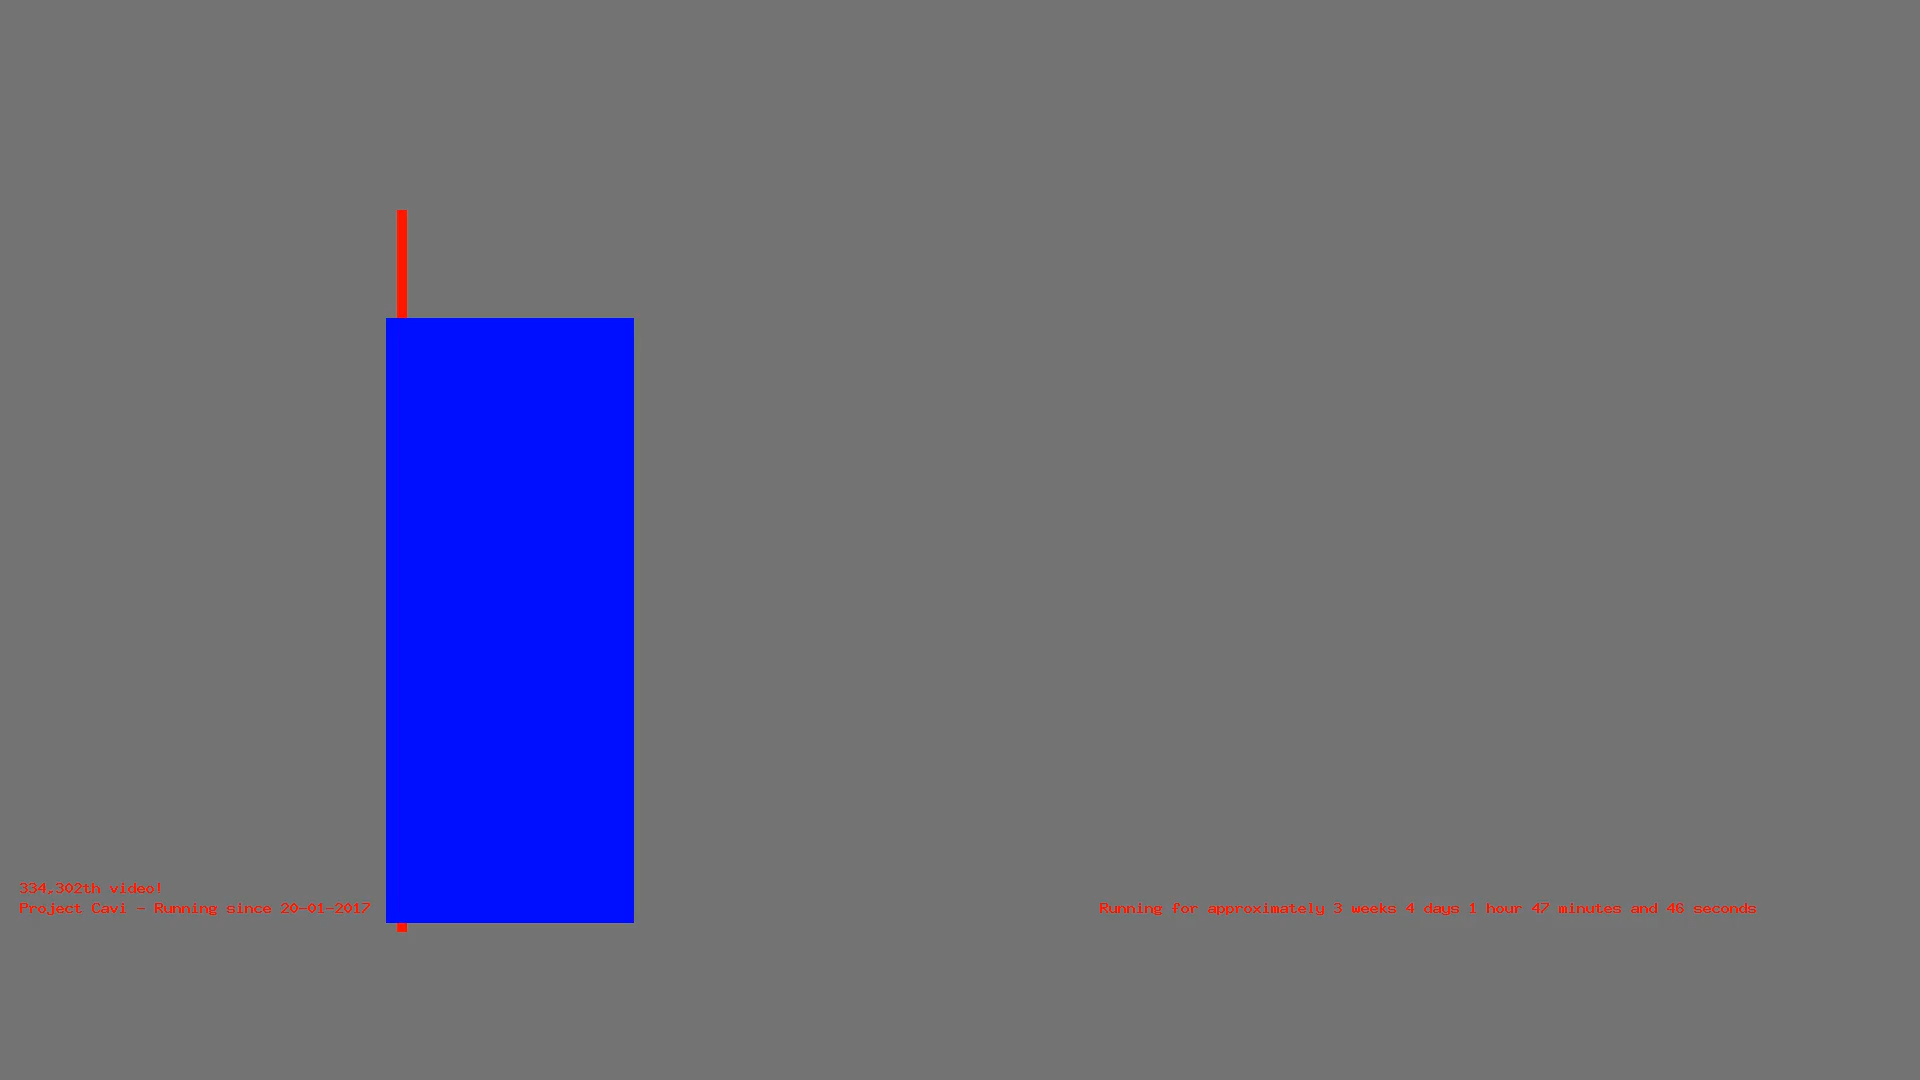 334,302th video!
Project Cavi - Running since 20-01-2017
Running for approximately 3 weeks 4 days 1 hour 47 minutes and 46 seconds